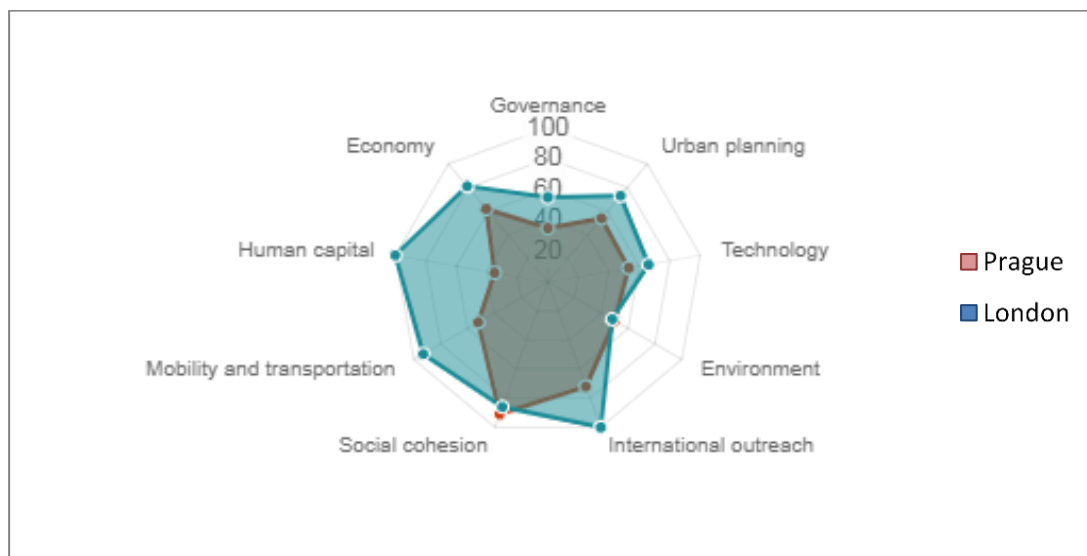 Governance
100
80
60
40
20
Economy
Urban planning
Human capital
Technology
Prague
London
Mobility and transportation
Environment
Social cohesion
International outreach